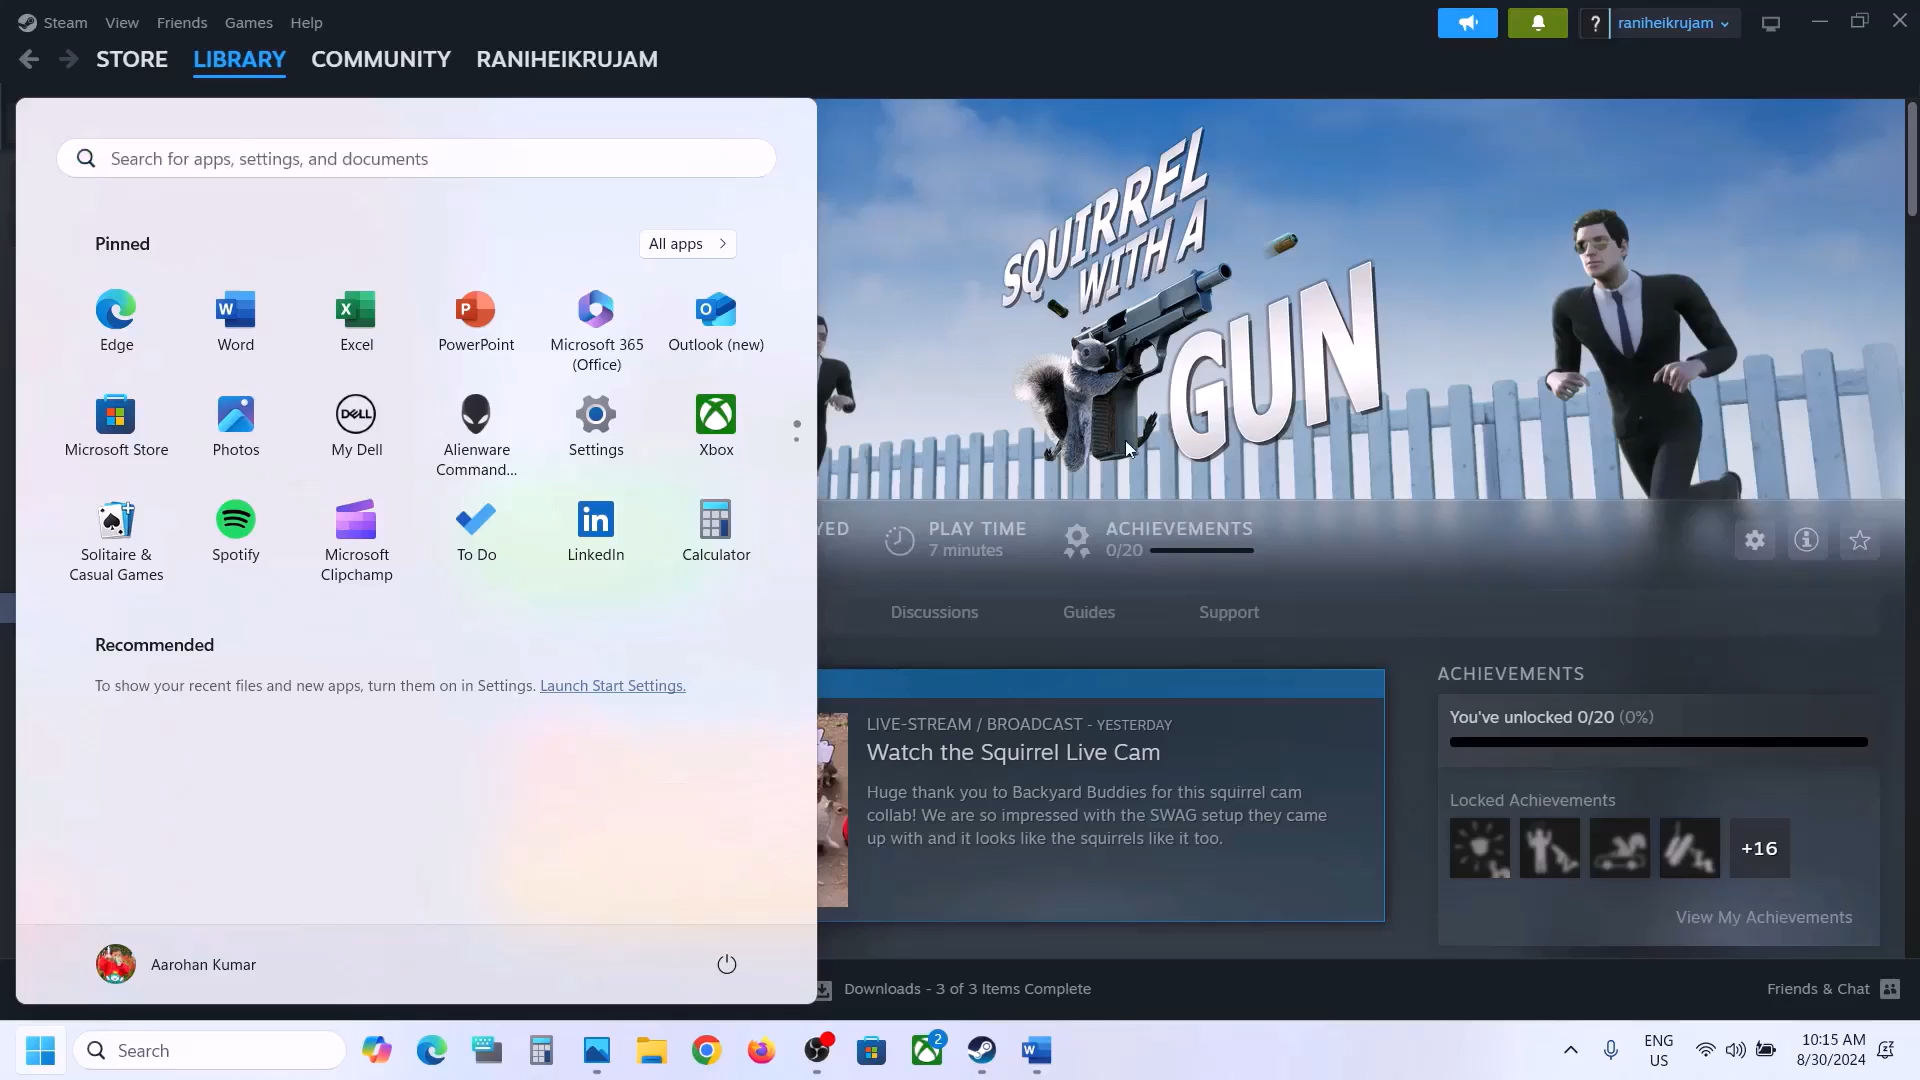 Steam View Friends Games Help
raniheikrujam
STORE LIBRARY COMMUNITY RANIHEIKRUJAM
Search for apps, settings, and documents
Pinned
All apps
Edge
Word
Excel
PowerPoint
Microsoft 365
(Office)
Outlook (new)
Microsoft Store
Photos
My Dell
Alienware
Command...
Settings
Xbox
Solitaire &
Casual Games
Spotify
Microsoft
Clipchamp
To Do
LinkedIn
Calculator
Recommended
To show your recent files and new apps, turn them on in Settings. Launch Start Settings.
Aarohan Kumar
SQUIRREL
WITH A
GUN
YED
PLAY TIME
7 minutes
ACHIEVEMENTS
0/20
Discussions Guides Support
LIVE-STREAM / BROADCAST - YESTERDAY
Watch the Squirrel Live Cam
Huge thank you to Backyard Buddies for this squirrel cam
collab! We are so impressed with the SWAG setup they came
up with and it looks like the squirrels like it too.
ACHIEVEMENTS
You've unlocked 0/20 (0%)
Locked Achievements
+16
View My Achievements
Downloads - 3 of 3 Items Complete
Friends & Chat
Search
2
ENG
US
10:15 AM
8/30/2024